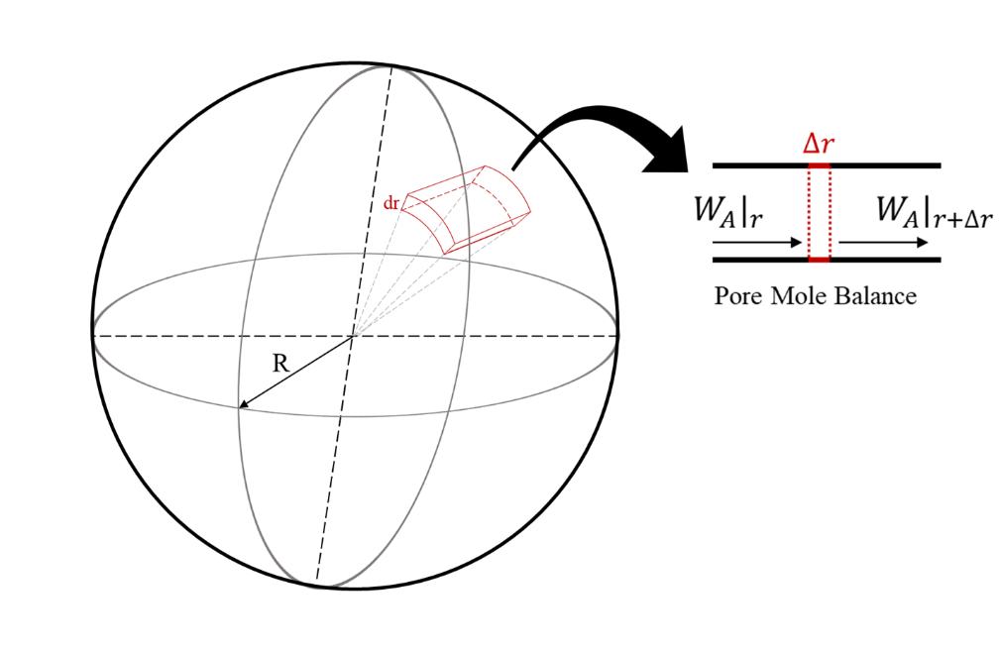 dr
R
Δr
W_A|_r
W_A|_{r+Δr}
Pore Mole Balance